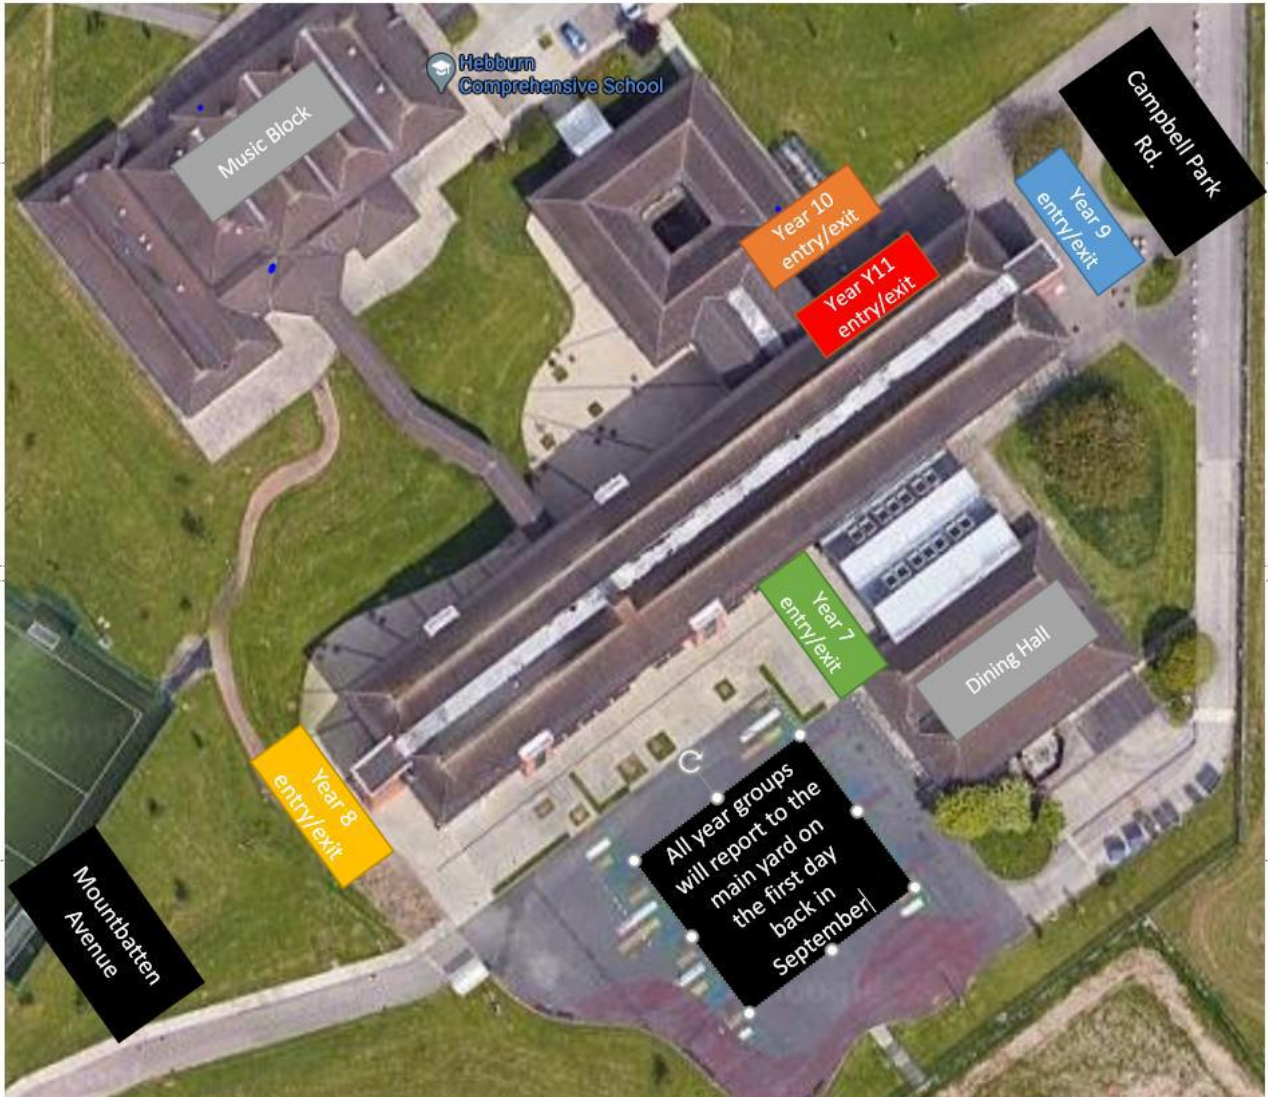 Hebburn
Comprehensive School
Music Block
Campbell Park
Rd.
Year 9
entry/exit
Year 10
entry/exit
Year Y11
entry/exit
Year 7
entry/exit
Dining Hall
Year 8
entry/exit
All year groups
will report to the
main yard on
the first day
back in
September
Mountbatten
Avenue